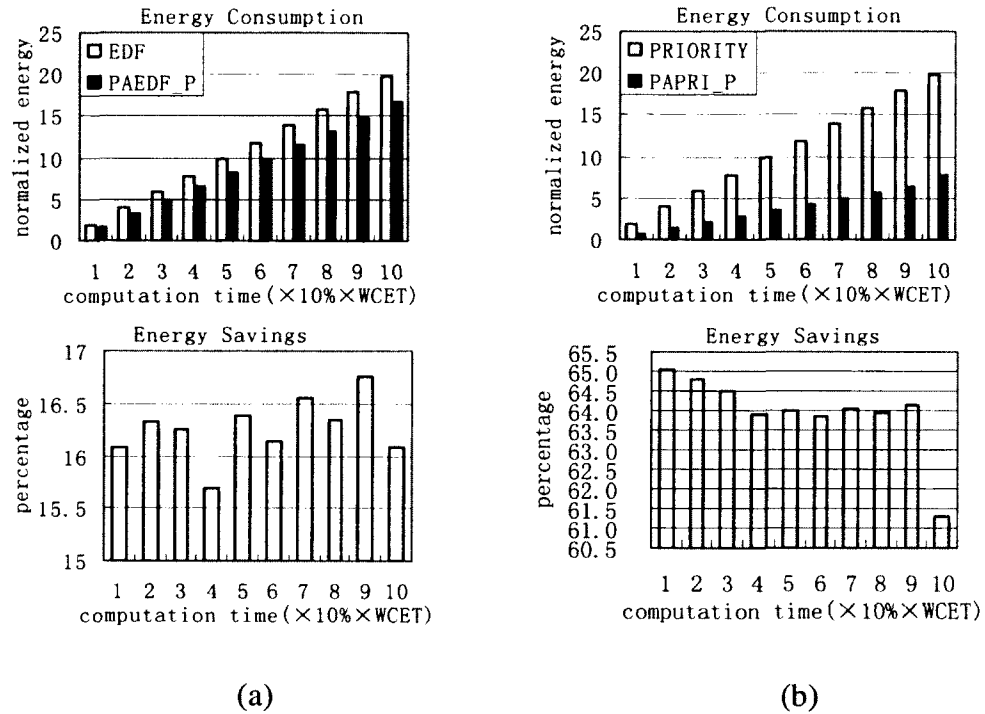 Energy Consumption
25
20
15
10
5
0
normalized energy
EDF
PAEDF_P
1 2 3 4 5 6 7 8 9 10
computation time(×10%×WCET)
Energy Savings
17
16.5
16
15.5
15
percentage
1 2 3 4 5 6 7 8 9 10
computation time(×10%×WCET)
(a)
Energy Consumption
25
20
15
10
5
0
normalized energy
PRIORITY
PAPRI_P
1 2 3 4 5 6 7 8 9 10
computation time(×10%×WCET)
Energy Savings
65.5
65.0
64.5
64.0
63.5
63.0
62.5
62.0
61.5
61.0
60.5
percentage
1 2 3 4 5 6 7 8 9 10
computation time(×10%×WCET)
(b)